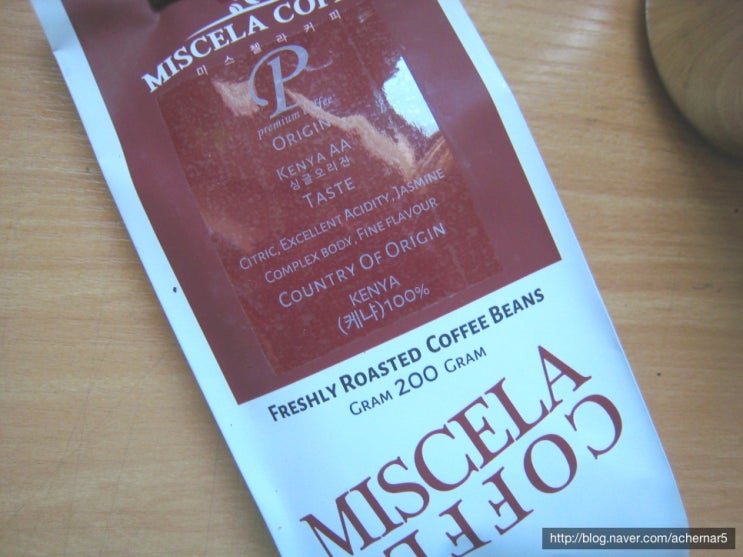 MISCELA COFF
미스첼라커피
P
premium coffee
ORIGIN
KENYA AA
싱글오리진
TASTE
CITRIC, EXCELLENT ACIDITY, JASMINE
COMPLEX BODY, FINE FLAVOUR
COUNTRY OF ORIGIN
KENYA
(케냐)100%
FRESHLY ROASTED COFFEE BEANS
GRAM 200 GRAM
MISCELA
COFFE
http://blog.naver.com/achernar5